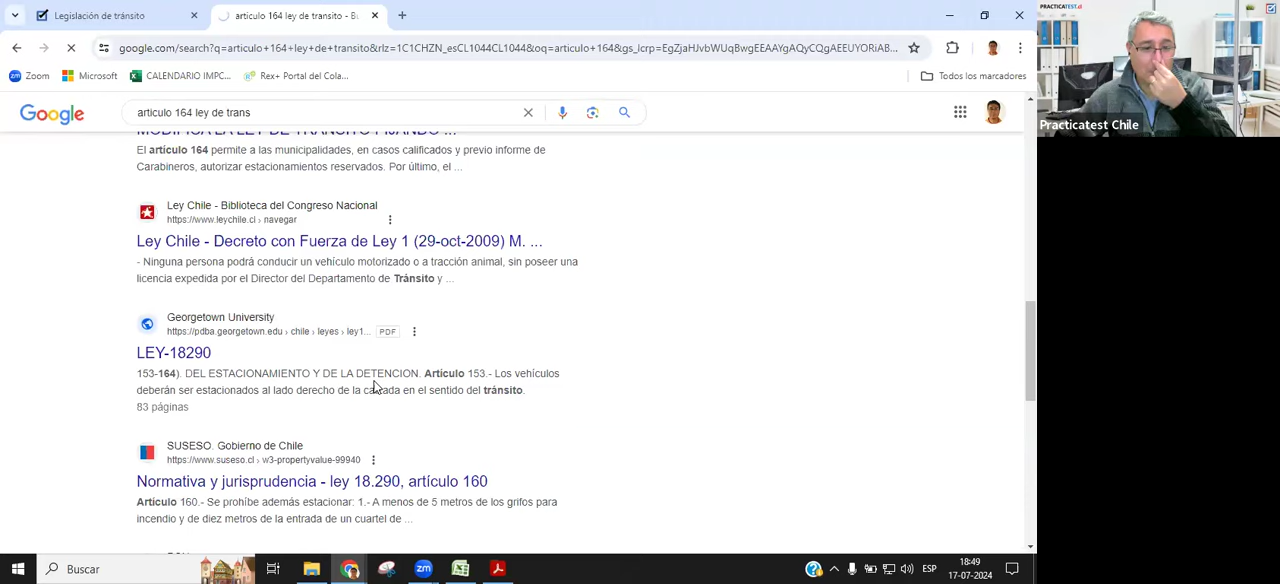 Legislación de tránsito
articulo 164 ley de transito
google.com/search?q=articulo+164+ley+de+transito&rlz=1C1CHZN_esCL1044CL1044&oq=articulo+164&gs_lcrp=EgZjaHJvbWUqBwgEEAAYgAQyCQgAEEUYORiAB...
Zoom
Microsoft
CALENDARIO IMPC...
Rex+ Portal del Cola...
Todos los marcadores
Google
articulo 164 ley de trans
MODIFICA LA LEY DE TRÁNSITO FIJANDO ...
El artículo 164 permite a las municipalidades, en casos calificados y previo informe de
Carabineros, autorizar estacionamientos reservados. Por último, el ...
Ley Chile - Biblioteca del Congreso Nacional
https://www.leychile.cl › navegar
Ley Chile - Decreto con Fuerza de Ley 1 (29-oct-2009) M. ...
- Ninguna persona podrá conducir un vehículo motorizado o a tracción animal, sin poseer una
licencia expedida por el Director del Departamento de Tránsito y ...
Georgetown University
https://pdba.georgetown.edu › chile › leyes › ley1... PDF
LEY-18290
153-164). DEL ESTACIONAMIENTO Y DE LA DETENCION. Artículo 153.- Los vehículos
deberán ser estacionados al lado derecho de la calzada en el sentido del tránsito.
83 páginas
SUSESO. Gobierno de Chile
https://www.suseso.cl › w3-propertyvalue-99940
Normativa y jurisprudencia - ley 18.290, artículo 160
Artículo 160.- Se prohíbe además estacionar: 1.- A menos de 5 metros de los grifos para
incendio y de diez metros de la entrada de un cuartel de ...
Buscar
ESP
18:49
17-07-2024
PRACTICATEST.cl
Practicatest Chile